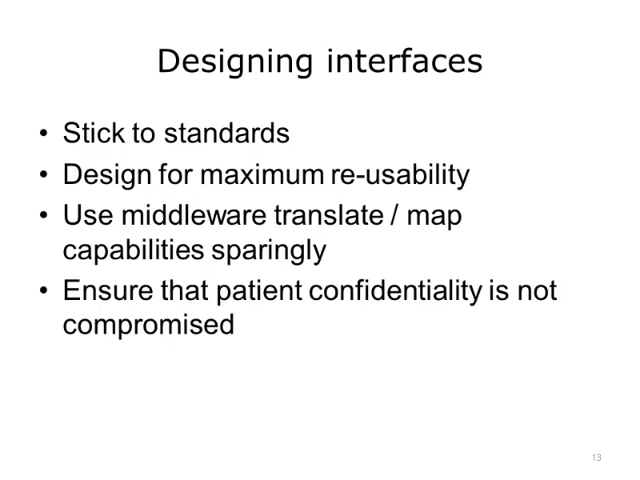 Designing interfaces
• Stick to standards
• Design for maximum re-usability
• Use middleware translate / map
capabilities sparingly
• Ensure that patient confidentiality is not
compromised
13